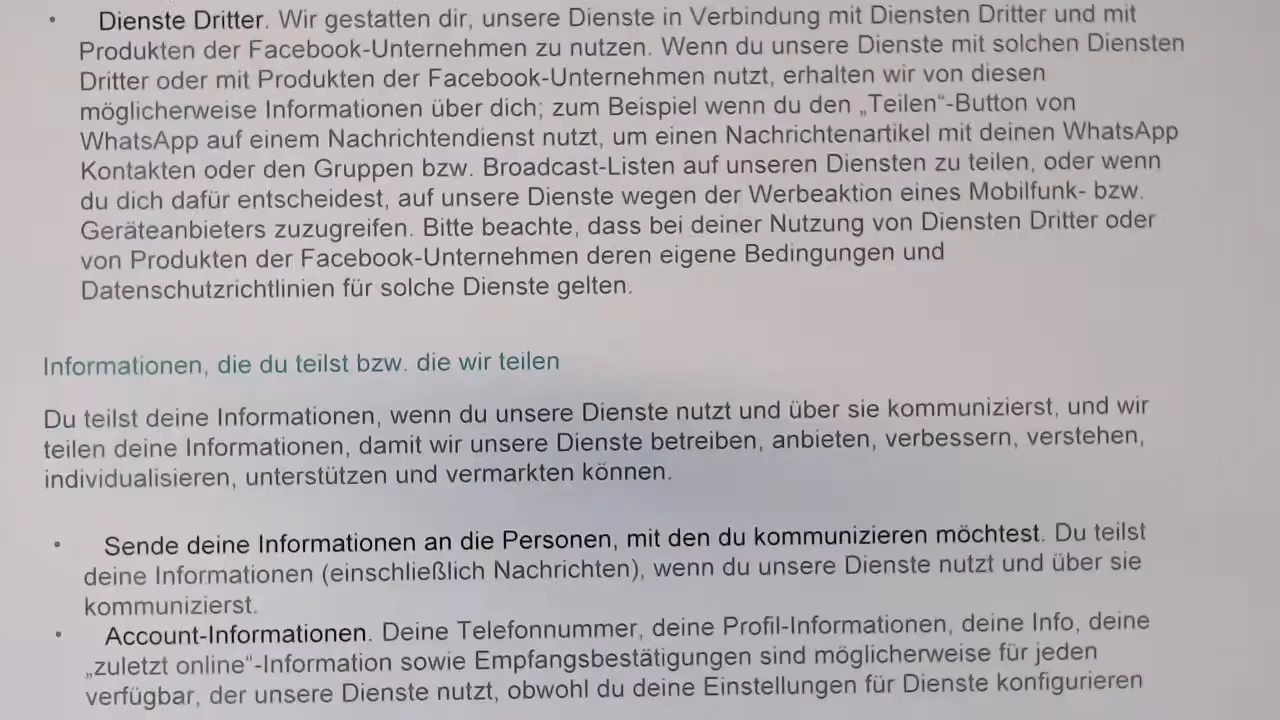 • Dienste Dritter. Wir gestatten dir, unsere Dienste in Verbindung mit Diensten Dritter und mit
Produkten der Facebook-Unternehmen zu nutzen. Wenn du unsere Dienste mit solchen Diensten
Dritter oder mit Produkten der Facebook-Unternehmen nutzt, erhalten wir von diesen
möglicherweise Informationen über dich; zum Beispiel wenn du den „Teilen“-Button von
WhatsApp auf einem Nachrichtendienst nutzt, um einen Nachrichtenartikel mit deinen WhatsApp
Kontakten oder den Gruppen bzw. Broadcast-Listen auf unseren Diensten zu teilen, oder wenn
du dich dafür entscheidest, auf unsere Dienste wegen der Werbeaktion eines Mobilfunk- bzw.
Geräteanbieters zuzugreifen. Bitte beachte, dass bei deiner Nutzung von Diensten Dritter oder
von Produkten der Facebook-Unternehmen deren eigene Bedingungen und
Datenschutzrichtlinien für solche Dienste gelten.
Informationen, die du teilst bzw. die wir teilen
Du teilst deine Informationen, wenn du unsere Dienste nutzt und über sie kommunizierst, und wir
teilen deine Informationen, damit wir unsere Dienste betreiben, anbieten, verbessern, verstehen,
individualisieren, unterstützen und vermarkten können.
• Sende deine Informationen an die Personen, mit den du kommunizieren möchtest. Du teilst
deine Informationen (einschließlich Nachrichten), wenn du unsere Dienste nutzt und über sie
kommunizierst.
• Account-Informationen. Deine Telefonnummer, deine Profil-Informationen, deine Info, deine
„zuletzt online“-Information sowie Empfangsbestätigungen sind möglicherweise für jeden
verfügbar, der unsere Dienste nutzt, obwohl du deine Einstellungen für Dienste konfigurieren